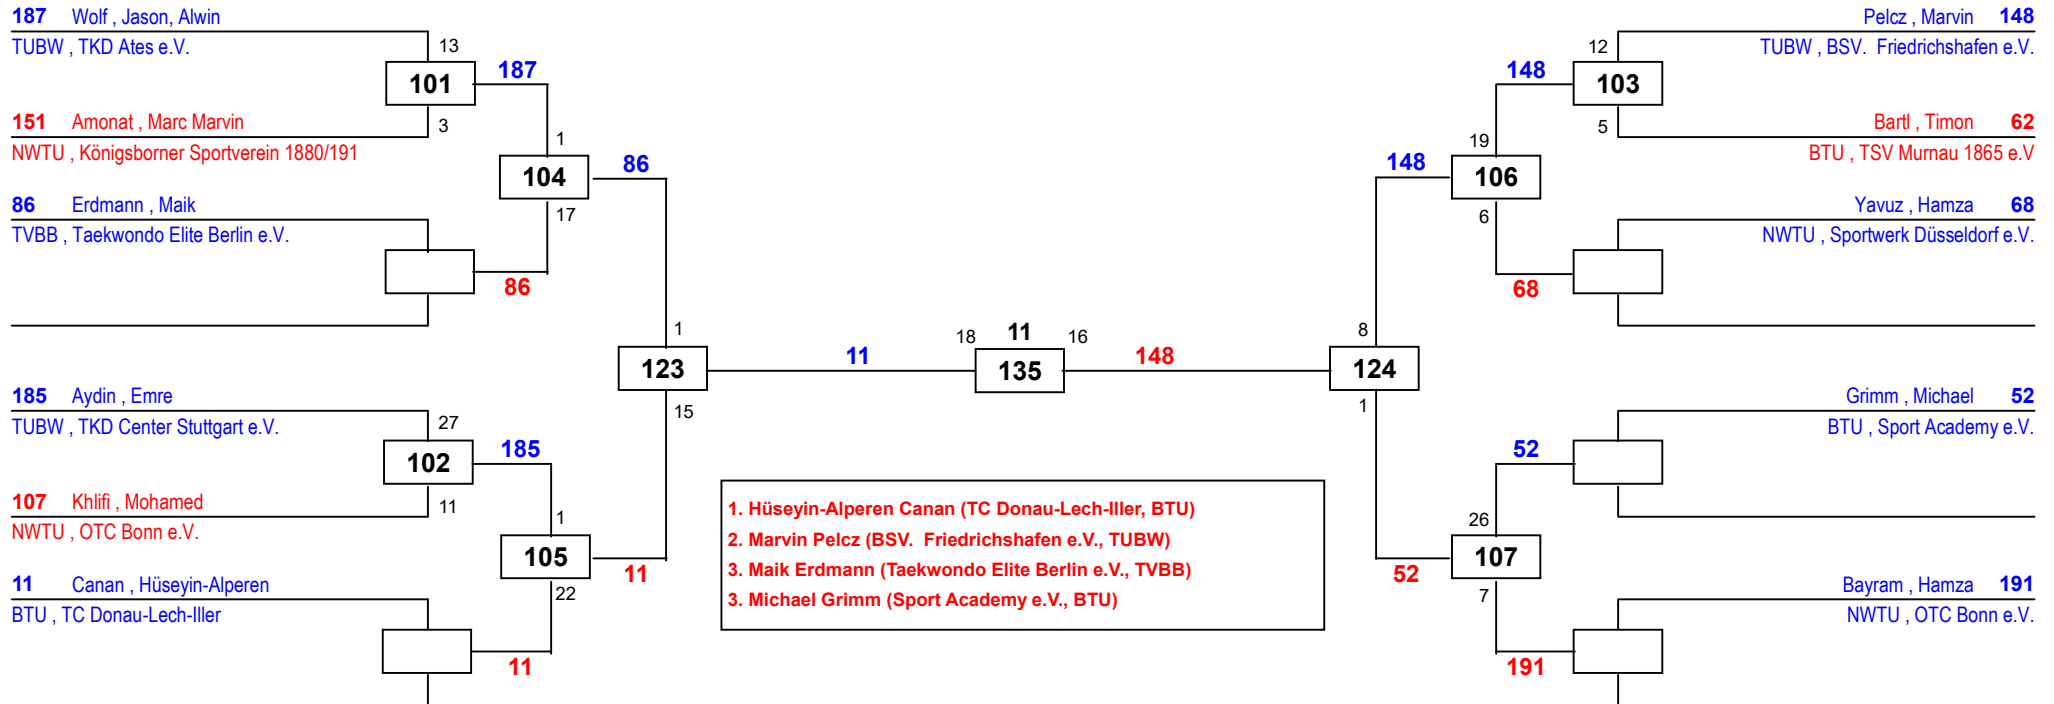 187 Wolf , Jason, Alwin
TUBW , TKD Ates e.V.
13
101
187
3
151 Amonat , Marc Marvin
NWTU , Königsborner Sportverein 1880/191
1
104
86
17
86 Erdmann , Maik
TVBB , Taekwondo Elite Berlin e.V.
86
1
123
11
15
185 Aydin , Emre
TUBW , TKD Center Stuttgart e.V.
27
102
185
11
107 Khlifi , Mohamed
NWTU , OTC Bonn e.V.
1
105
11
22
11 Canan , Hüseyin-Alperen
BTU , TC Donau-Lech-Iller
11
18 11 16
135
148
1. Hüseyin-Alperen Canan (TC Donau-Lech-Iller, BTU)
2. Marvin Pelcz (BSV. Friedrichshafen e.V., TUBW)
3. Maik Erdmann (Taekwondo Elite Berlin e.V., TVBB)
3. Michael Grimm (Sport Academy e.V., BTU)
Pelcz , Marvin 148
TUBW , BSV. Friedrichshafen e.V.
12
148
103
5
Bartl , Timon 62
BTU , TSV Murnau 1865 e.V
19
148
106
6
Yavuz , Hamza 68
NWTU , Sportwerk Düsseldorf e.V.
68
8
124
1
Grimm , Michael 52
BTU , Sport Academy e.V.
52
26
52
107
7
Bayram , Hamza 191
NWTU , OTC Bonn e.V.
191